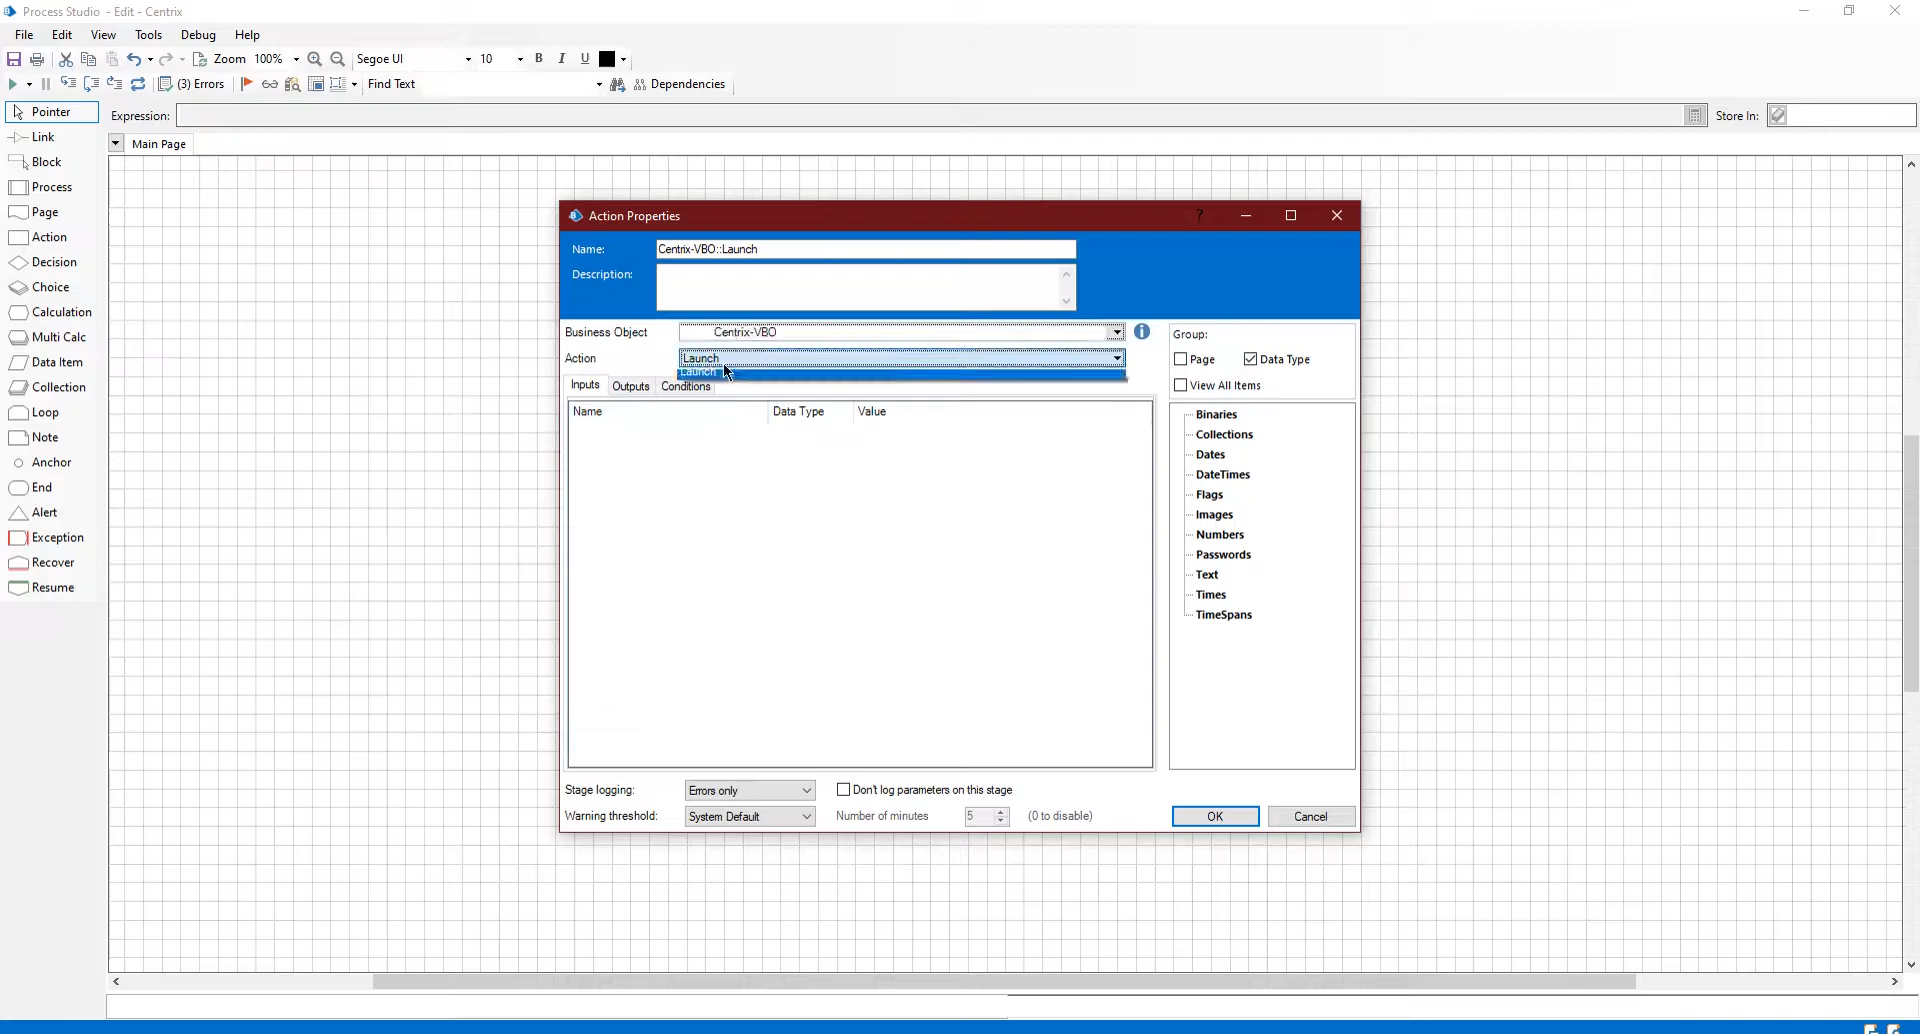 Process Studio - Edit - Centrix
File Edit View Tools Debug Help
Zoom 100% Segoe UI 10 B I U
(3) Errors Find Text Dependencies
Pointer
Link
Block
Process
Page
Action
Decision
Choice
Calculation
Multi Calc
Data Item
Collection
Loop
Note
Anchor
End
Alert
Exception
Recover
Resume
Expression: Store In:
Main Page
Action Properties ?
Name: Centrix-VBO::Launch
Description:
Business Object Centrix-VBO
Action Launch
Launch
Inputs Outputs Conditions
Name Data Type Value
Group:
Page Data Type
View All Items
Binaries
Collections
Dates
DateTimes
Flags
Images
Numbers
Passwords
Text
Times
TimeSpans
Stage logging: Errors only Don't log parameters on this stage
Warning threshold: System Default Number of minutes 5 (0 to disable)
OK Cancel